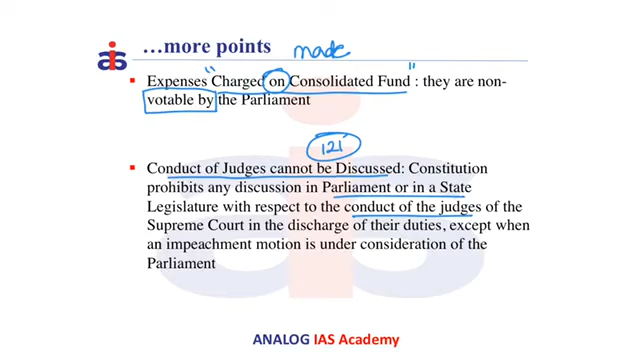 …more points made
▪ Expenses "Charged on Consolidated Fund": they are non-
votable by the Parliament
121
▪ Conduct of Judges cannot be Discussed: Constitution
prohibits any discussion in Parliament or in a State
Legislature with respect to the conduct of the judges of the
Supreme Court in the discharge of their duties, except when
an impeachment motion is under consideration of the
Parliament
ANALOG IAS Academy